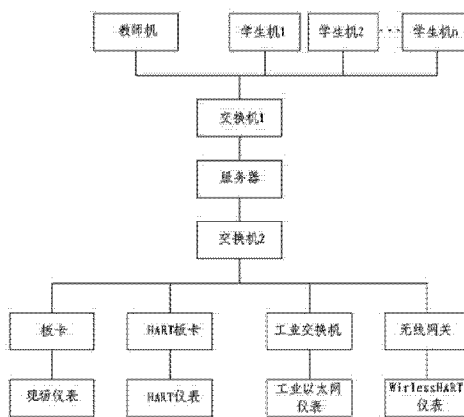 教师机
学生机1
学生机2
···
学生机n
交换机1
服务器
交换机2
板卡
HART板卡
工业交换机
无线网关
现场仪表
HART仪表
工业以太网
仪表
WirlessHART
仪表